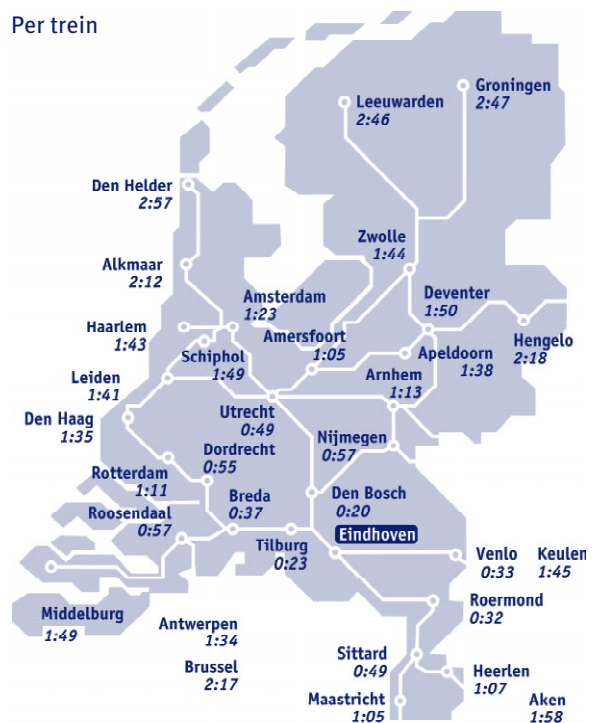 Per trein
Groningen
2:47
Leeuwarden
2:46
Den Helder
2:57
Zwolle
1:44
Alkmaar
2:12
Amsterdam
1:23
Deventer
1:50
Haarlem
1:43
Amersfoort
1:05
Hengelo
2:18
Schiphol
1:49
Apeldoorn
1:38
Leiden
1:41
Arnhem
1:13
Den Haag
1:35
Utrecht
0:49
Nijmegen
0:57
Dordrecht
0:55
Rotterdam
1:11
Breda
0:37
Den Bosch
0:20
Roosendaal
0:57
Eindhoven
Tilburg
0:23
Venlo
0:33
Keulen
1:45
Middelburg
1:49
Antwerpen
1:34
Roermond
0:32
Brussel
2:17
Sittard
0:49
Heerlen
1:07
Maastricht
1:05
Aken
1:58